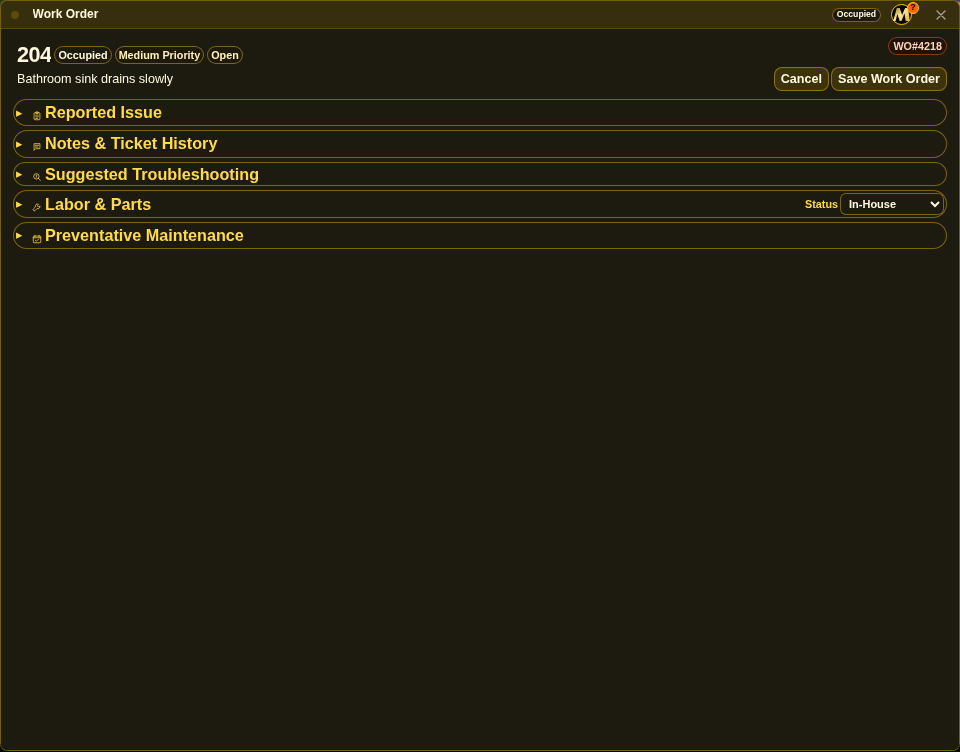 Work Order
Occupied
M ?
WO#4218
204 Occupied Medium Priority Open
Bathroom sink drains slowly
Cancel Save Work Order
Reported Issue
Notes & Ticket History
Suggested Troubleshooting
Labor & Parts Status In-House
Preventative Maintenance